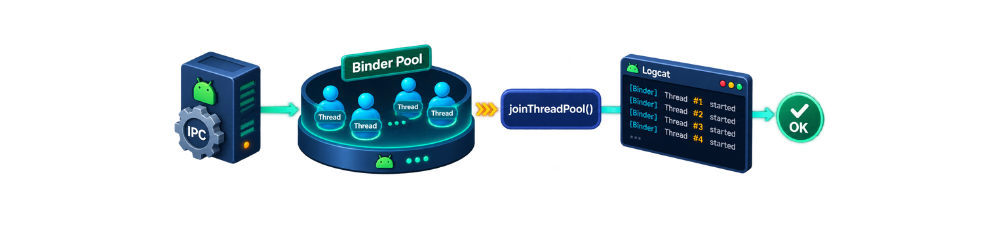 IPC
Binder Pool
Thread
Thread
Thread
Thread
joinThreadPool()
Logcat
[Binder] Thread #1 started
[Binder] Thread #2 started
[Binder] Thread #3 started
[Binder] Thread #4 started
OK